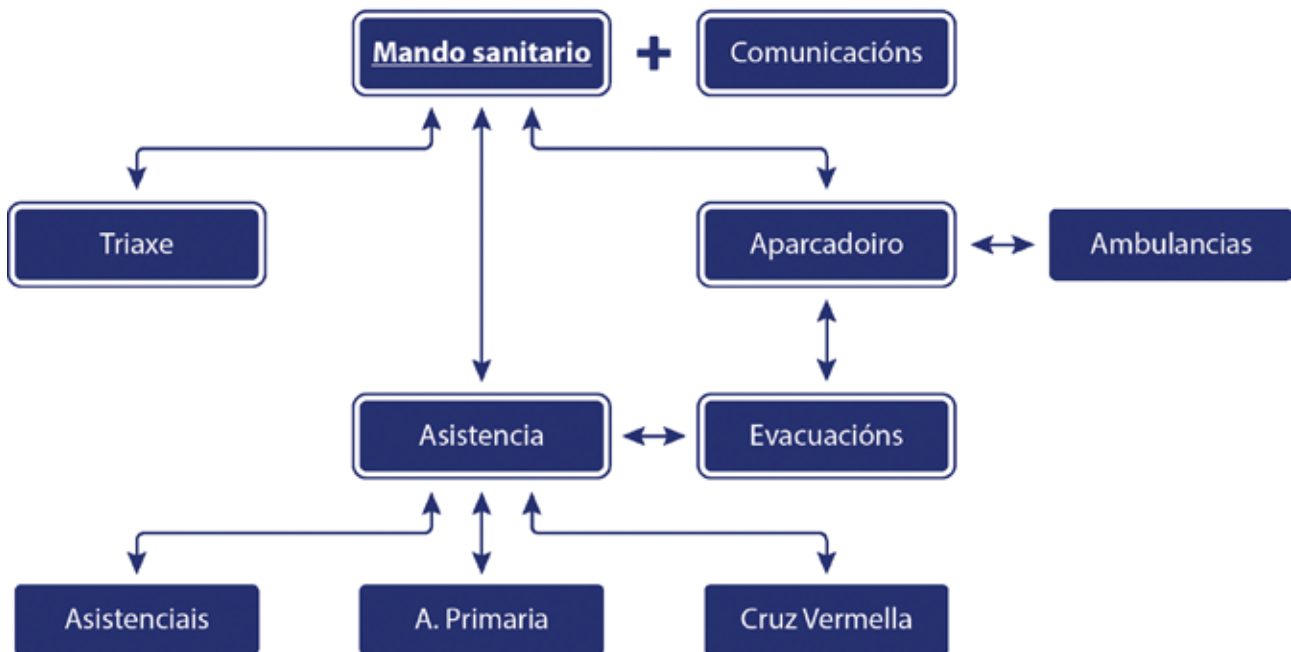 Mando sanitario
Comunicacións
Triaxe
Aparcadoiro
Ambulancias
Asistencia
Evacuacións
Asistenciais
A. Primaria
Cruz Vermella